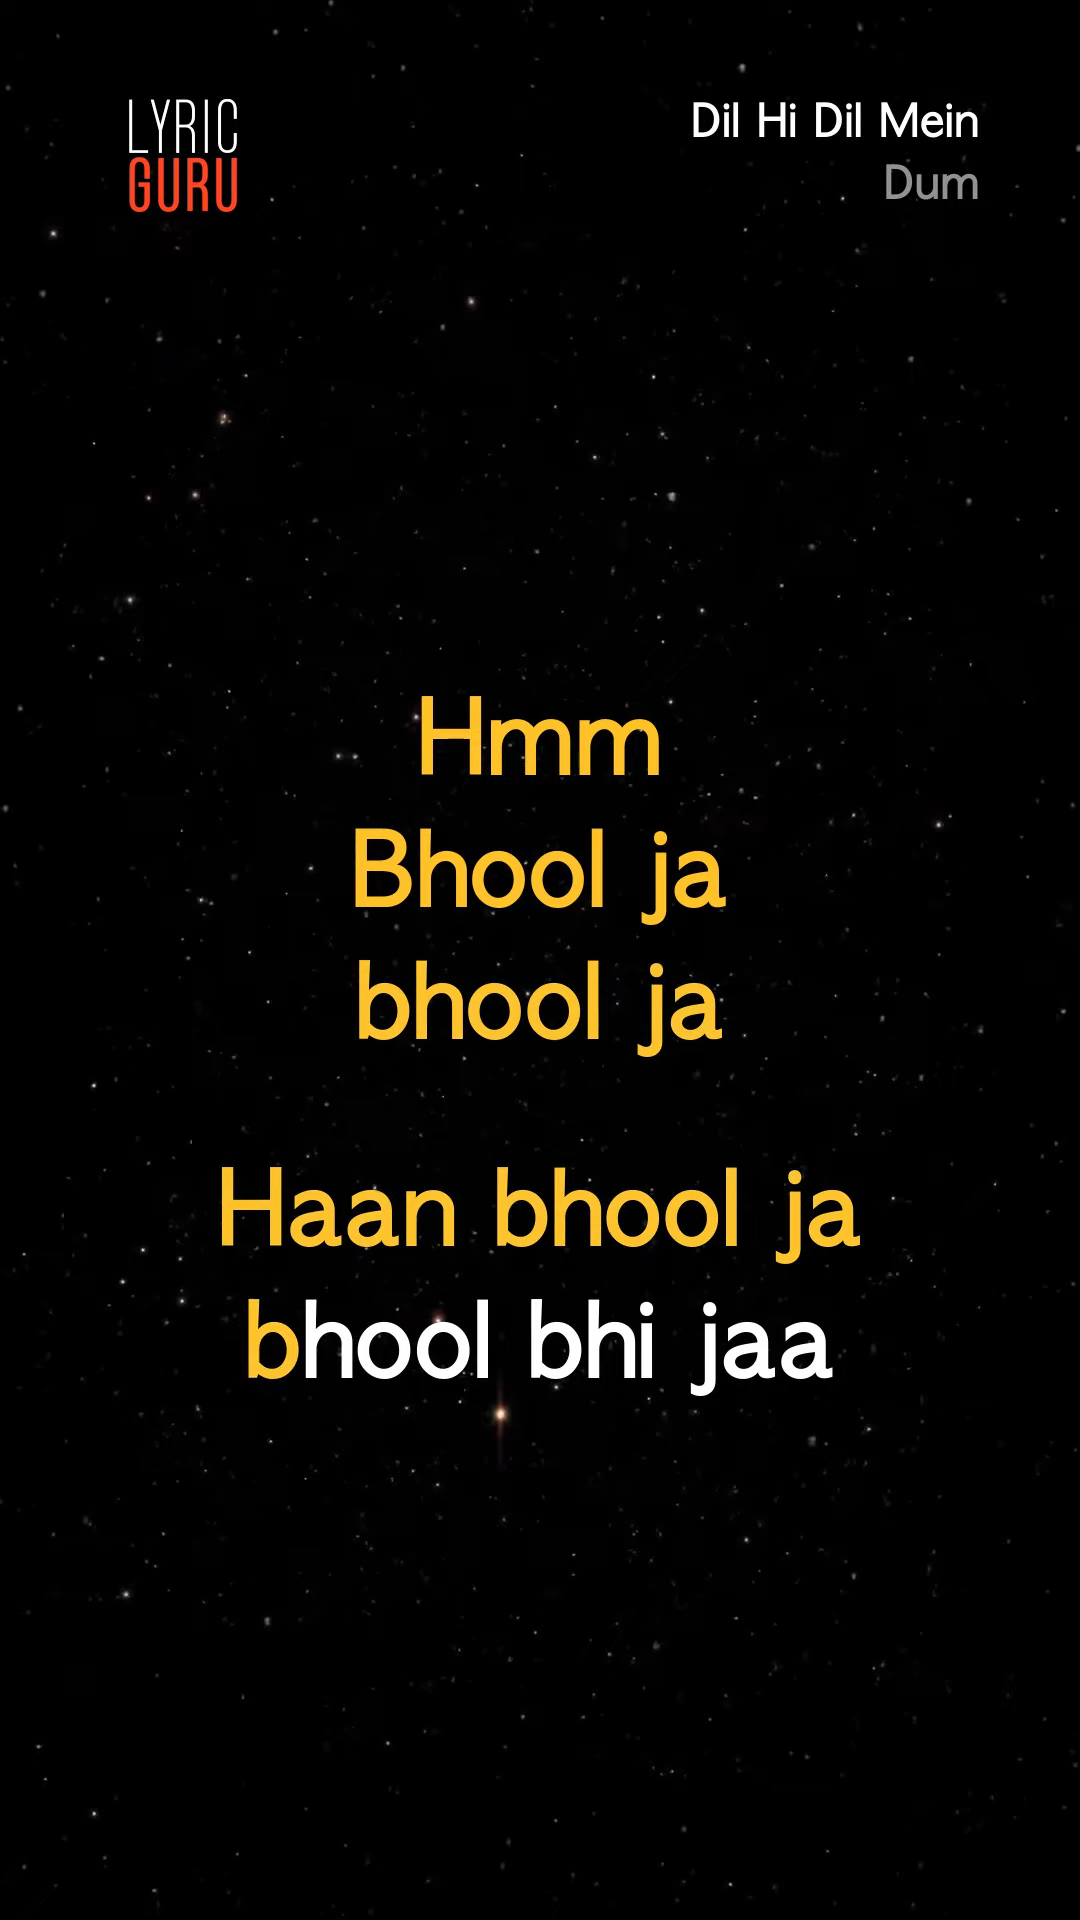 LYRIC
GURU
Dil Hi Dil Mein
Dum
Hmm
Bhool ja
bhool ja
Haan bhool ja
bhool bhi jaa